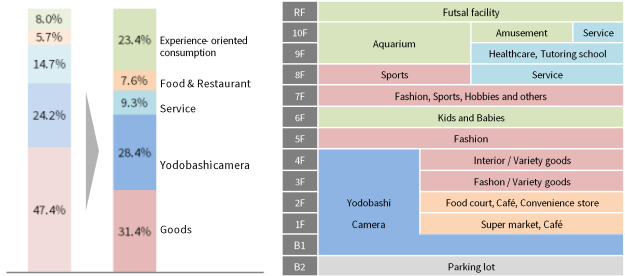 8.0%
5.7%
14.7%
24.2%
47.4%
23.4%
7.6%
9.3%
28.4%
31.4%
Experience- oriented
consumption
Food & Restaurant
Service
Yodobashicamera
Goods
RF Futsal facility
10F Aquarium Amusement Service
9F Healthcare, Tutoring school
8F Sports Service
7F Fashion, Sports, Hobbies and others
6F Kids and Babies
5F Fashion
4F Interior / Variety goods
3F Fashon / Variety goods
2F Yodobashi Food court, Café, Convenience store
1F Camera Super market, Café
B1
B2 Parking lot